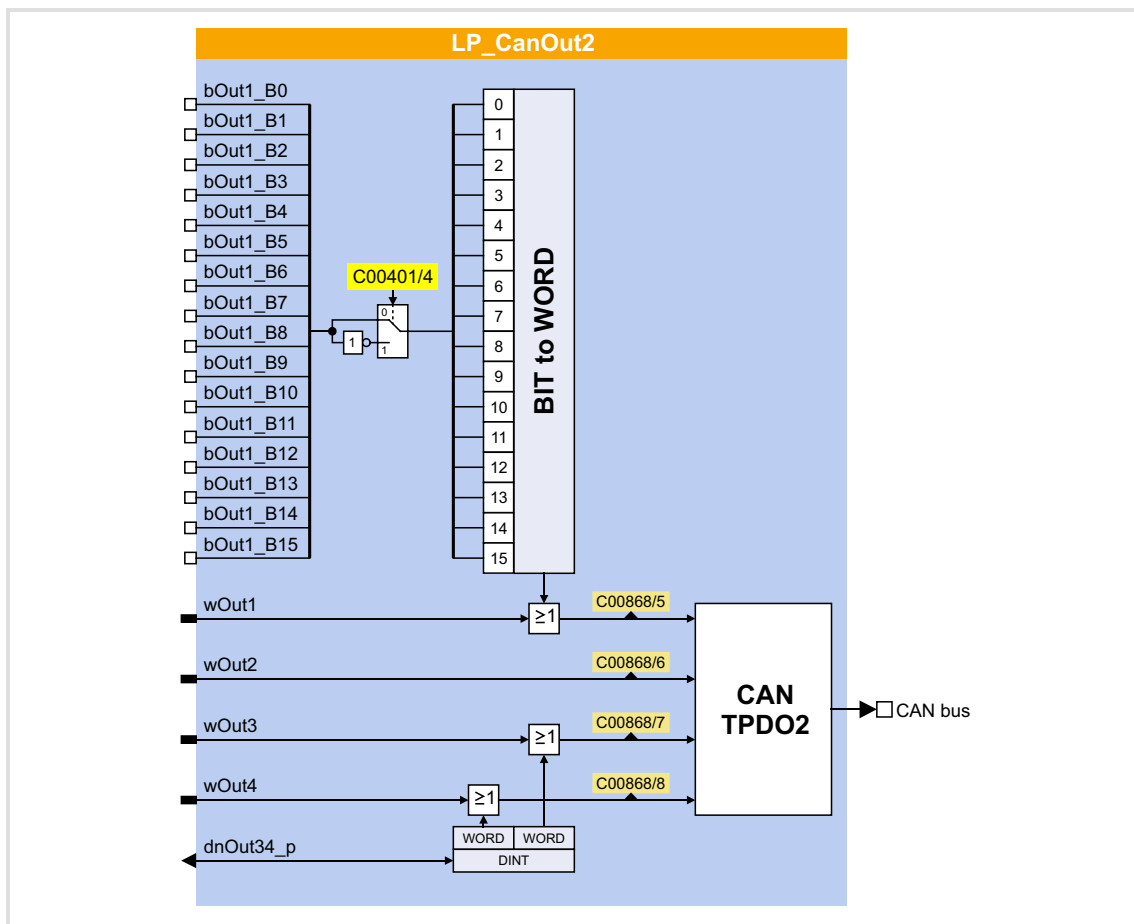 LP_CanOut2
bOut1_B0
bOut1_B1
bOut1_B2
bOut1_B3
bOut1_B4
bOut1_B5
bOut1_B6
bOut1_B7
bOut1_B8
bOut1_B9
bOut1_B10
bOut1_B11
bOut1_B12
bOut1_B13
bOut1_B14
bOut1_B15
C00401/4
0
1
1
0
1
2
3
4
5
6
7
8
9
10
11
12
13
14
15
BIT to WORD
wOut1
≥1
C00868/5
wOut2
C00868/6
wOut3
≥1
C00868/7
wOut4
≥1
C00868/8
CAN
TPDO2
CAN bus
dnOut34_p
WORD WORD
DINT